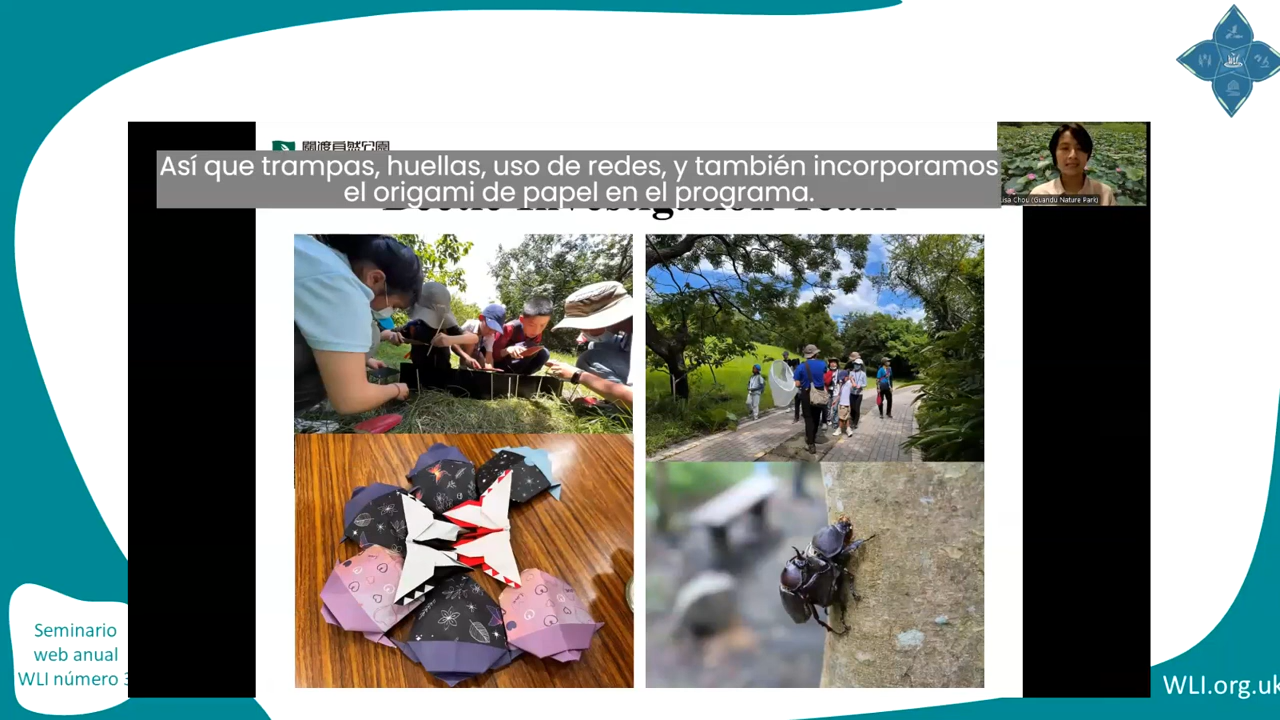 關渡自然公園
Así que trampas, huellas, uso de redes, y también incorporamos
el origami de papel en el programa.
Beetle Investigation Team
Lisa Chou (Guandu Nature Park)
Seminario
web anual
WLI número 3
WLI.org.uk